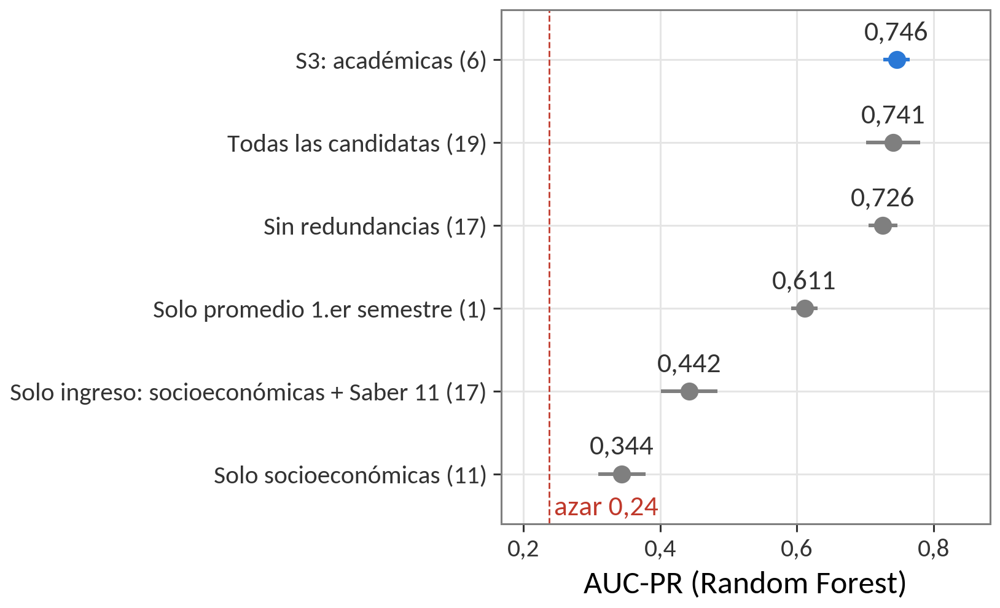 0,746
S3: académicas (6)
0,741
Todas las candidatas (19)
0,726
Sin redundancias (17)
0,611
Solo promedio 1.er semestre (1)
0,442
Solo ingreso: socioeconómicas + Saber 11 (17)
0,344
Solo socioeconómicas (11)
azar 0,24
0,2 0,4 0,6 0,8
AUC-PR (Random Forest)